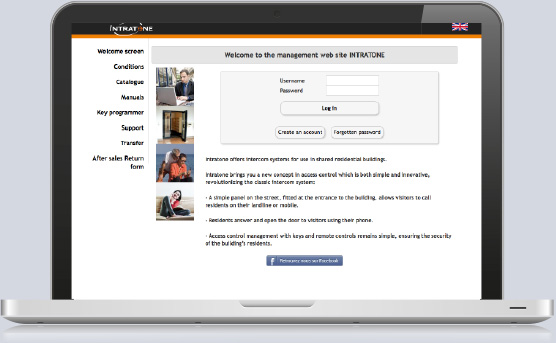 INTRATONE
Welcome screen
Conditions
Catalogue
Manuals
Key programmer
Support
Transfer
After sales Return
form
Welcome to the management web site INTRATONE
Username
Password
Log in
Create an account
Forgotten password
Intratone offers intercom systems for use in shared residential buildings.
Intratone brings you a new concept in access control which is both simple and innovative,
revolutionizing the classic intercom system:
- A simple panel on the street, fitted at the entrance to the building, allows visitors to call
residents on their landline or mobile.
- Residents answer and open the door to visitors using their phone.
- Access control management with keys and remote controls remains simple, ensuring the security
of the building's residents.
f Retrouvez nous sur Facebook